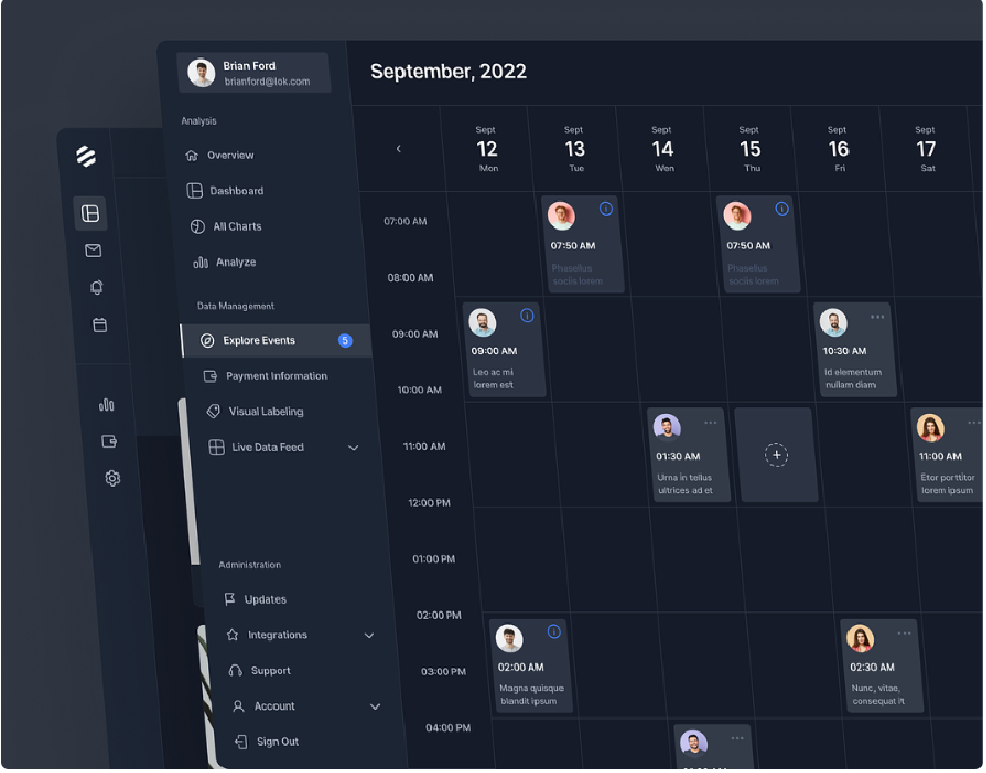 Brian Ford
brianford@lok.com
Analysis
Overview
Dashboard
All Charts
Analyze
Data Management
Explore Events 5
Payment Information
Visual Labeling
Live Data Feed
Administration
Updates
Integrations
Support
Account
Sign Out
September, 2022
Sept
12
Mon
Sept
13
Tue
Sept
14
Wen
Sept
15
Thu
Sept
16
Fri
Sept
17
Sat
07:00 AM
07:50 AM
Phasellus
sociis lorem
07:50 AM
Phasellus
sociis lorem
08:00 AM
09:00 AM
09:00 AM
Leo ac mi
lorem est
10:30 AM
Id elementum
nullam diam
10:00 AM
11:00 AM
01:30 AM
Urna in tellus
ultrices ad et
11:00 AM
Etor porttitor
lorem ipsum
12:00 PM
01:00 PM
02:00 PM
02:00 AM
Magna quisque
blandit ipsum
02:30 AM
Nunc, vitae,
consequat it
03:00 PM
04:00 PM